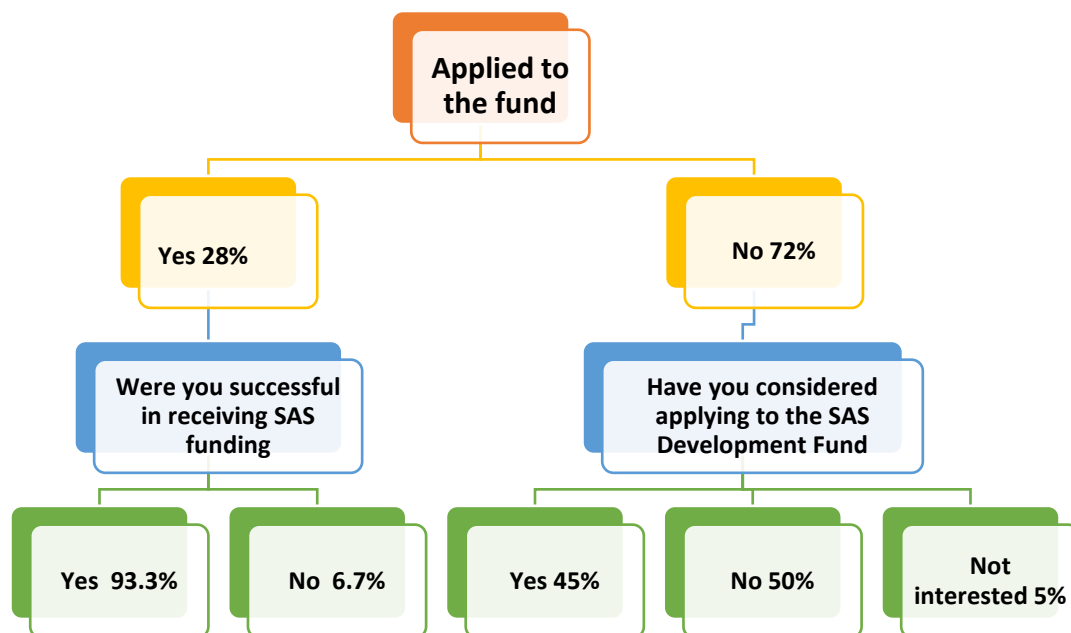 Applied to
the fund
Yes 28%
No 72%
Were you successful
in receiving SAS
funding
Have you considered
applying to the SAS
Development Fund
Yes  93.3%
No  6.7%
Yes 45%
No 50%
Not
interested 5%